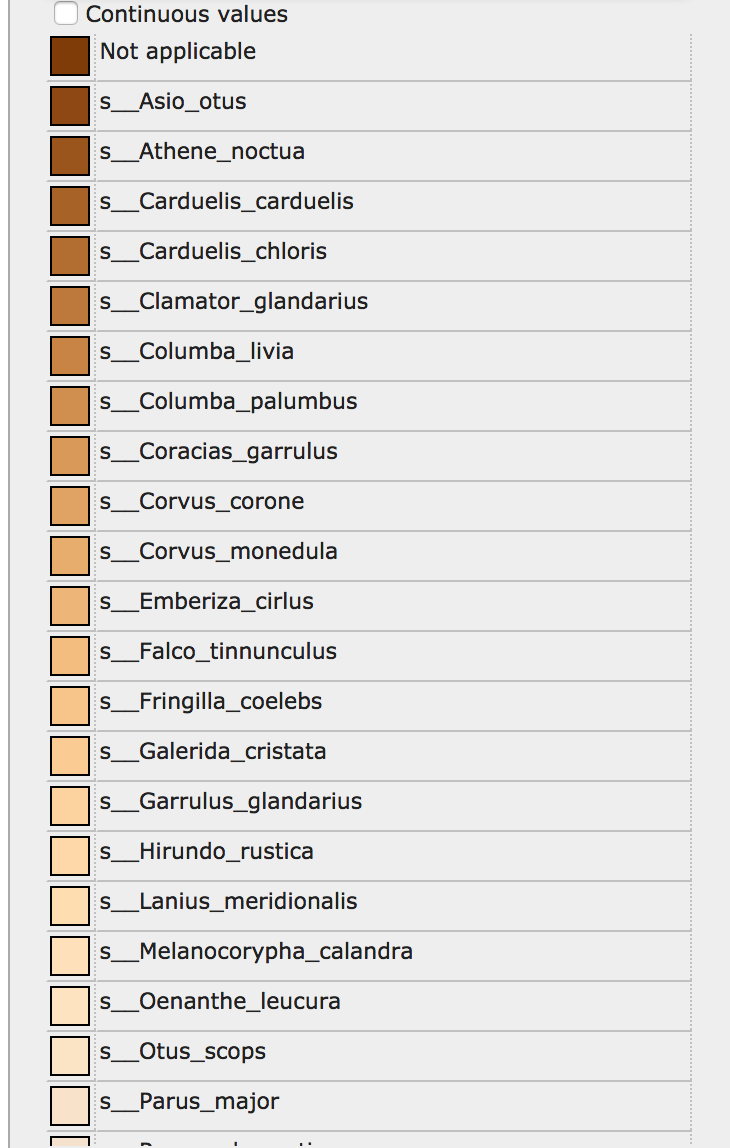 Continuous values
Not applicable
s__Asio_otus
s__Athene_noctua
s__Carduelis_carduelis
s__Carduelis_chloris
s__Clamator_glandarius
s__Columba_livia
s__Columba_palumbus
s__Coracias_garrulus
s__Corvus_corone
s__Corvus_monedula
s__Emberiza_cirlus
s__Falco_tinnunculus
s__Fringilla_coelebs
s__Galerida_cristata
s__Garrulus_glandarius
s__Hirundo_rustica
s__Lanius_meridionalis
s__Melanocorypha_calandra
s__Oenanthe_leucura
s__Otus_scops
s__Parus_major